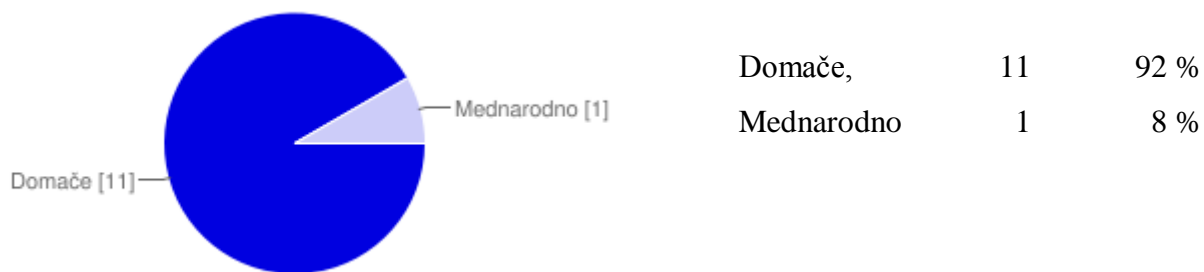 Domače, 11 92 %
Mednarodno 1 8 %
Mednarodno [1]
Domače [11]